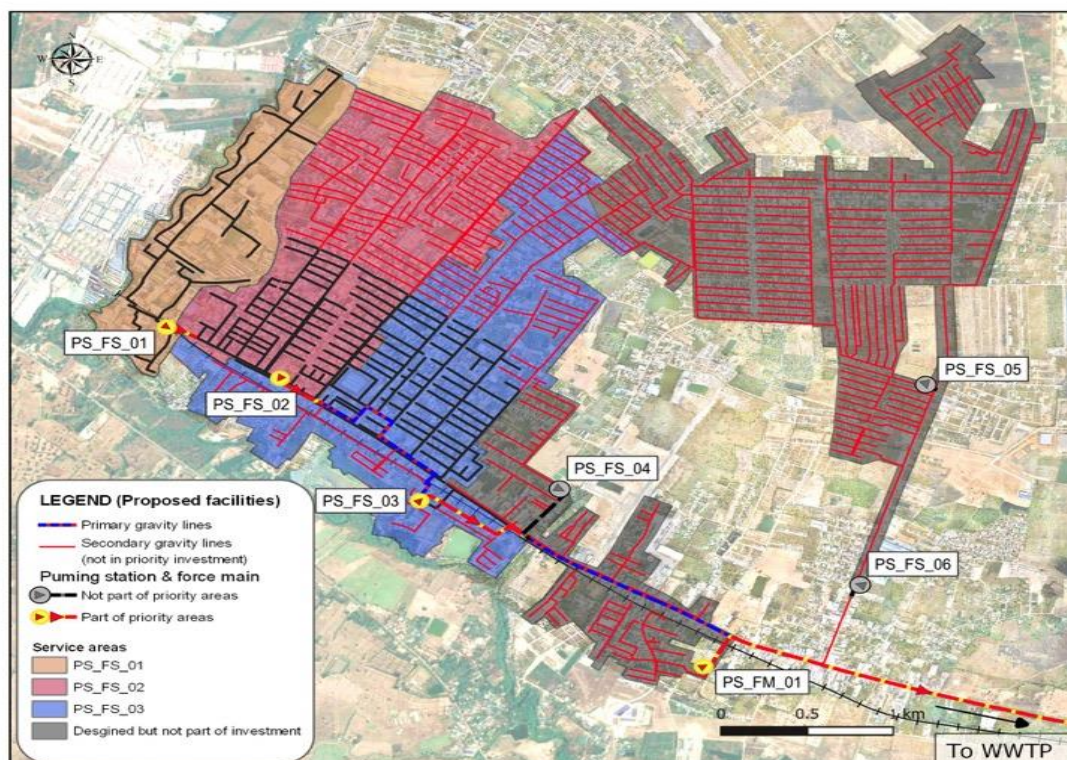 N
W E
S
PS_FS_01
PS_FS_02
PS_FS_03
PS_FS_04
PS_FS_05
PS_FS_06
PS_FM_01
LEGEND (Proposed facilities)
Primary gravity lines
Secondary gravity lines
(not in priority investment)
Puming station & force main
Not part of priority areas
Part of priority areas
Service areas
PS_FS_01
PS_FS_02
PS_FS_03
Desgined but not part of investment
0 0.5 1 km
To WWTP